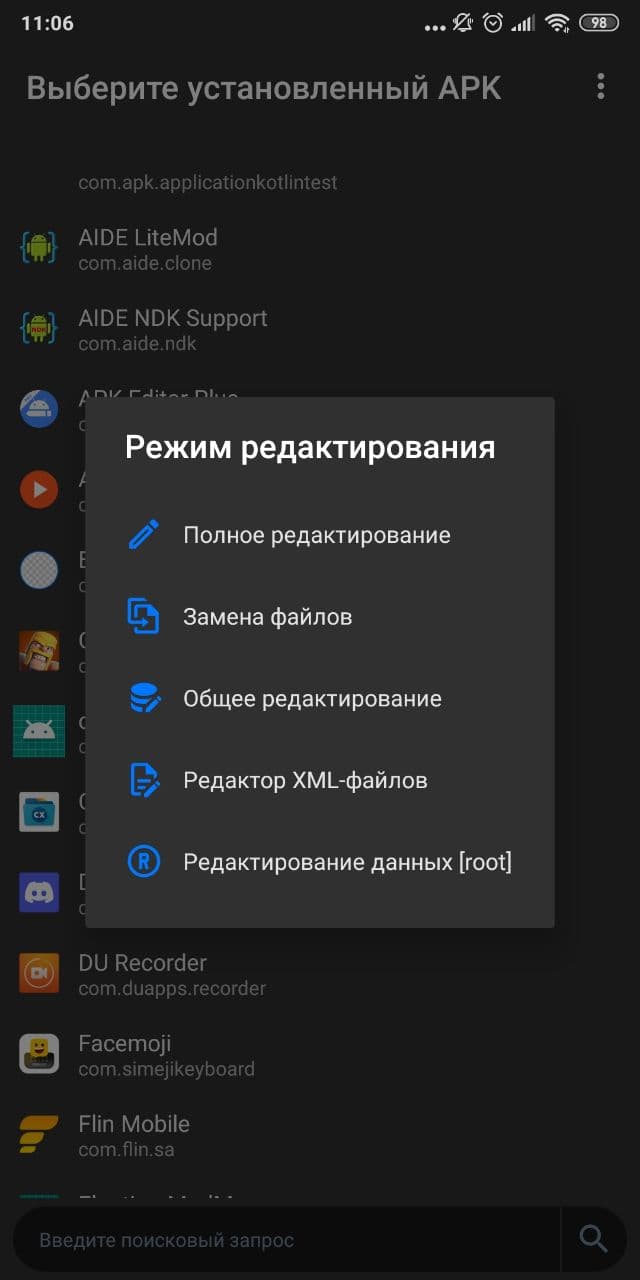 11:06
98
Выберите установленный APK
com.apk.applicationkotlintest
AIDE LiteMod
com.aide.clone
AIDE NDK Support
com.aide.ndk
APK Editor Plus
Режим редактирования
Полное редактирование
Замена файлов
Общее редактирование
Редактор XML-файлов
Редактирование данных [root]
DU Recorder
com.duapps.recorder
Facemoji
com.simejikeyboard
Flin Mobile
com.flin.sa
Введите поисковый запрос